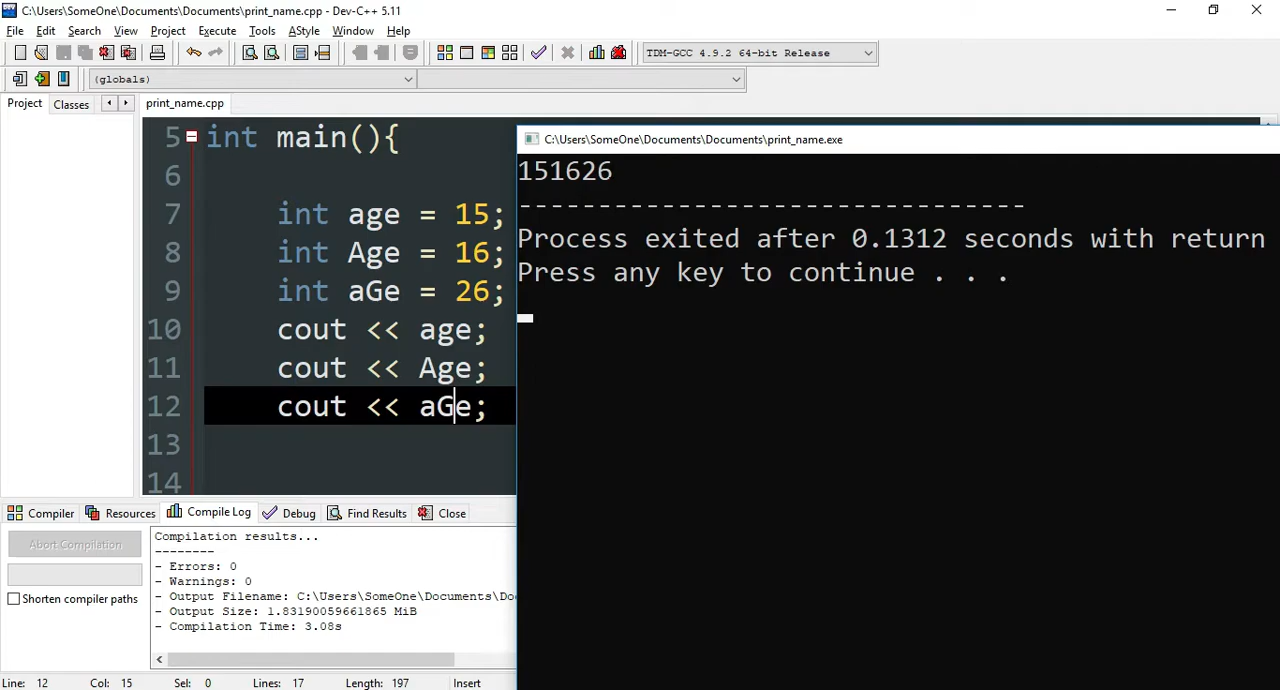 C:\Users\SomeOne\Documents\Documents\print_name.cpp - Dev-C++ 5.11
File Edit Search View Project Execute Tools AStyle Window Help
TDM-GCC 4.9.2 64-bit Release
(globals)
Project Classes print_name.cpp
5 int main(){
6
7 int age = 15;
8 int Age = 16;
9 int aGe = 26;
10 cout << age;
11 cout << Age;
12 cout << aGe;
13
14
C:\Users\SomeOne\Documents\Documents\print_name.exe
151626
--------------------------------
Process exited after 0.1312 seconds with return
Press any key to continue . . .
Compiler Resources Compile Log Debug Find Results Close
Abort Compilation
Shorten compiler paths
Compilation results...
--------
- Errors: 0
- Warnings: 0
- Output Filename: C:\Users\SomeOne\Documents\Do
- Output Size: 1.83190059661865 MiB
- Compilation Time: 3.08s
Line: 12 Col: 15 Sel: 0 Lines: 17 Length: 197 Insert